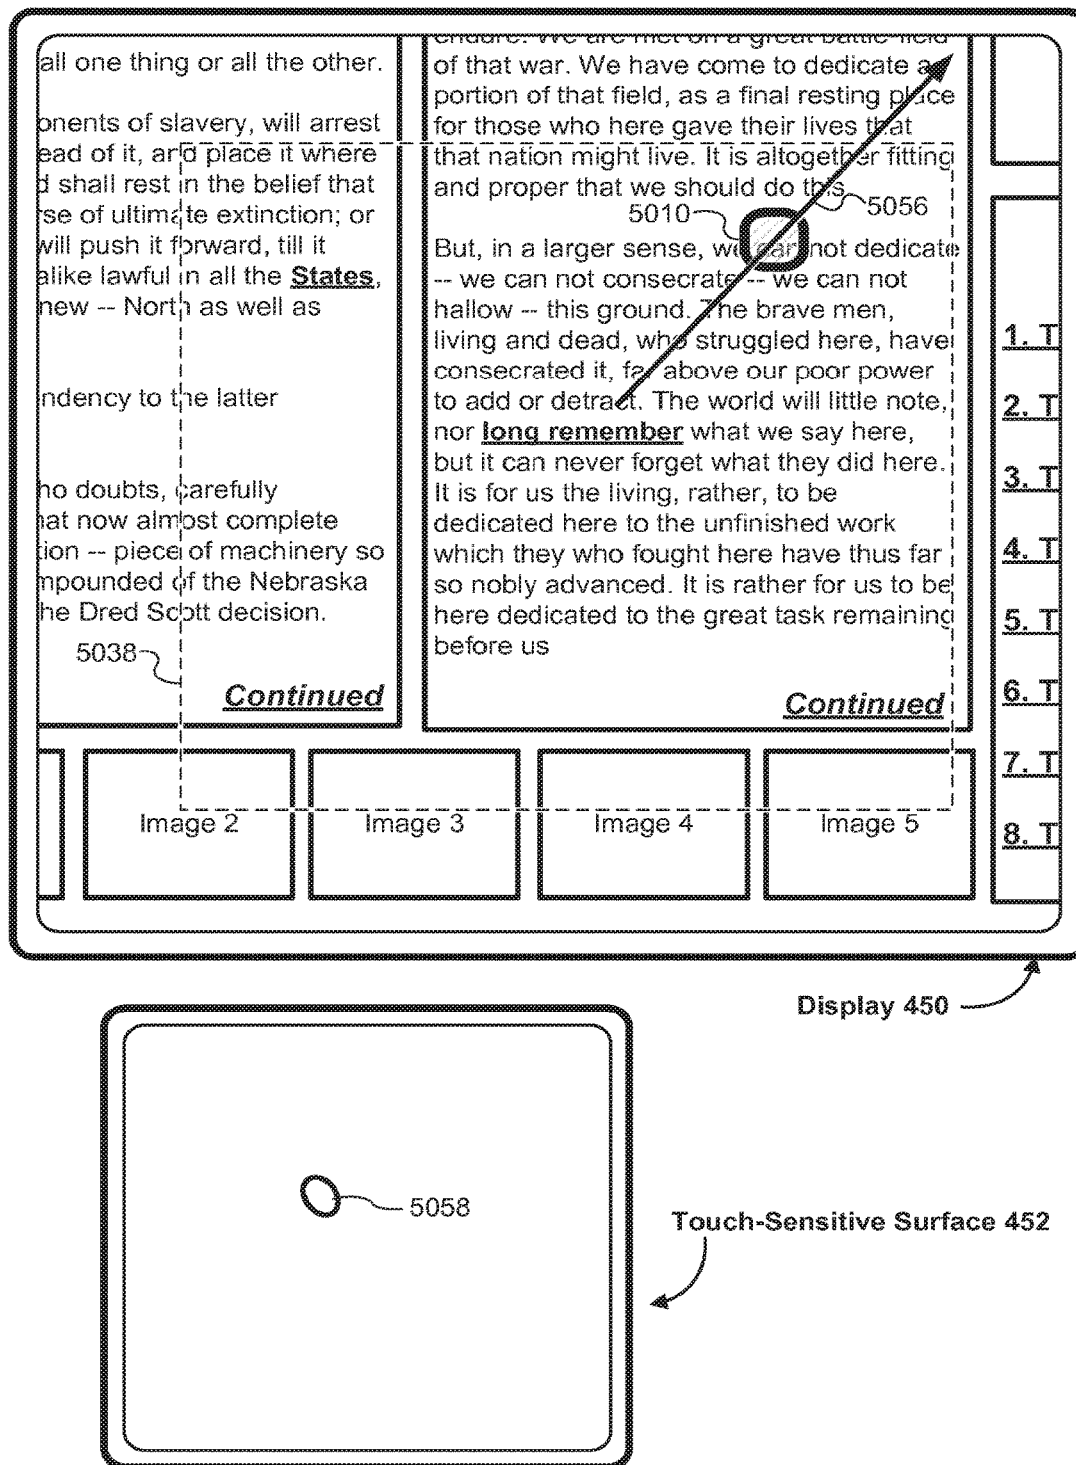 all one thing or all the other.
onents of slavery, will arrest
ead of it, and place it where
d shall rest in the belief that
rse of ultimate extinction; or
will push it forward, till it
alike lawful in all the States,
new -- North as well as
ndency to the latter
no doubts, carefully
hat now almost complete
tion -- piece of machinery so
mpounded of the Nebraska
he Dred Scott decision.
5038
Continued
endure. We are met on a great battle-field
of that war. We have come to dedicate a
portion of that field, as a final resting place
for those who here gave their lives that
that nation might live. It is altogether fitting
and proper that we should do this.
5010
5056
But, in a larger sense, we can not dedicate
-- we can not consecrate -- we can not
hallow -- this ground. The brave men,
living and dead, who struggled here, have
consecrated it, far above our poor power
to add or detract. The world will little note,
nor long remember what we say here,
but it can never forget what they did here.
It is for us the living, rather, to be
dedicated here to the unfinished work
which they who fought here have thus far
so nobly advanced. It is rather for us to be
here dedicated to the great task remaining
before us
Continued
1. T
2. T
3. T
4. T
5. T
6. T
7. T
8. T
Image 2
Image 3
Image 4
Image 5
Display 450
5058
Touch-Sensitive Surface 452